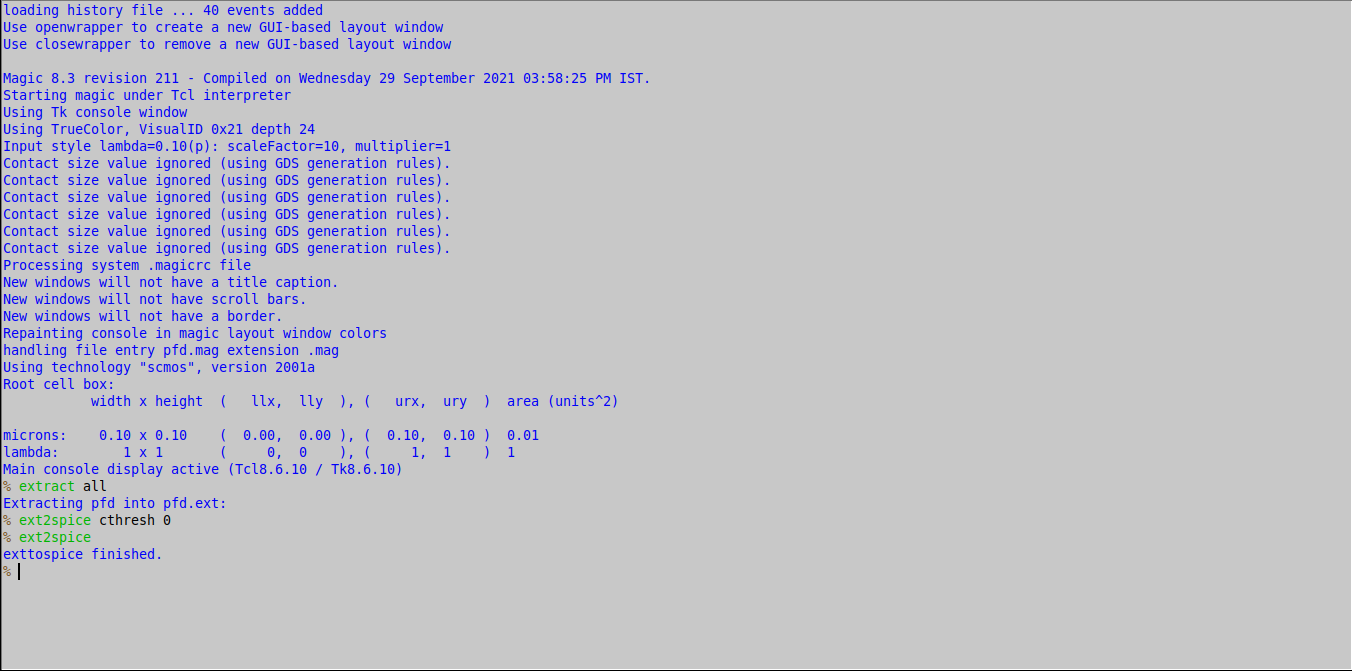 loading history file ... 40 events added
Use openwrapper to create a new GUI-based layout window
Use closewrapper to remove a new GUI-based layout window
Magic 8.3 revision 211 - Compiled on Wednesday 29 September 2021 03:58:25 PM IST.
Starting magic under Tcl interpreter
Using Tk console window
Using TrueColor, VisualID 0x21 depth 24
Input style lambda=0.10(p): scaleFactor=10, multiplier=1
Contact size value ignored (using GDS generation rules).
Contact size value ignored (using GDS generation rules).
Contact size value ignored (using GDS generation rules).
Contact size value ignored (using GDS generation rules).
Contact size value ignored (using GDS generation rules).
Contact size value ignored (using GDS generation rules).
Processing system .magicrc file
New windows will not have a title caption.
New windows will not have scroll bars.
New windows will not have a border.
Repainting console in magic layout window colors
handling file entry pfd.mag extension .mag
Using technology "scmos", version 2001a
Root cell box:
           width x height  (   llx,  lly  ), (   urx,  ury  )  area (units^2)
microns:    0.10 x 0.10    (  0.00,  0.00 ), (  0.10,  0.10 )  0.01
lambda:        1 x 1       (     0,  0    ), (     1,  1    )  1
Main console display active (Tcl8.6.10 / Tk8.6.10)
% extract all
Extracting pfd into pfd.ext:
% ext2spice cthresh 0
% ext2spice
exttospice finished.
%